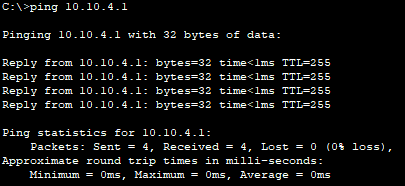 C:\>ping 10.10.4.1
Pinging 10.10.4.1 with 32 bytes of data:
Reply from 10.10.4.1: bytes=32 time<1ms TTL=255
Reply from 10.10.4.1: bytes=32 time<1ms TTL=255
Reply from 10.10.4.1: bytes=32 time<1ms TTL=255
Reply from 10.10.4.1: bytes=32 time<1ms TTL=255
Ping statistics for 10.10.4.1:
    Packets: Sent = 4, Received = 4, Lost = 0 (0% loss),
Approximate round trip times in milli-seconds:
    Minimum = 0ms, Maximum = 0ms, Average = 0ms